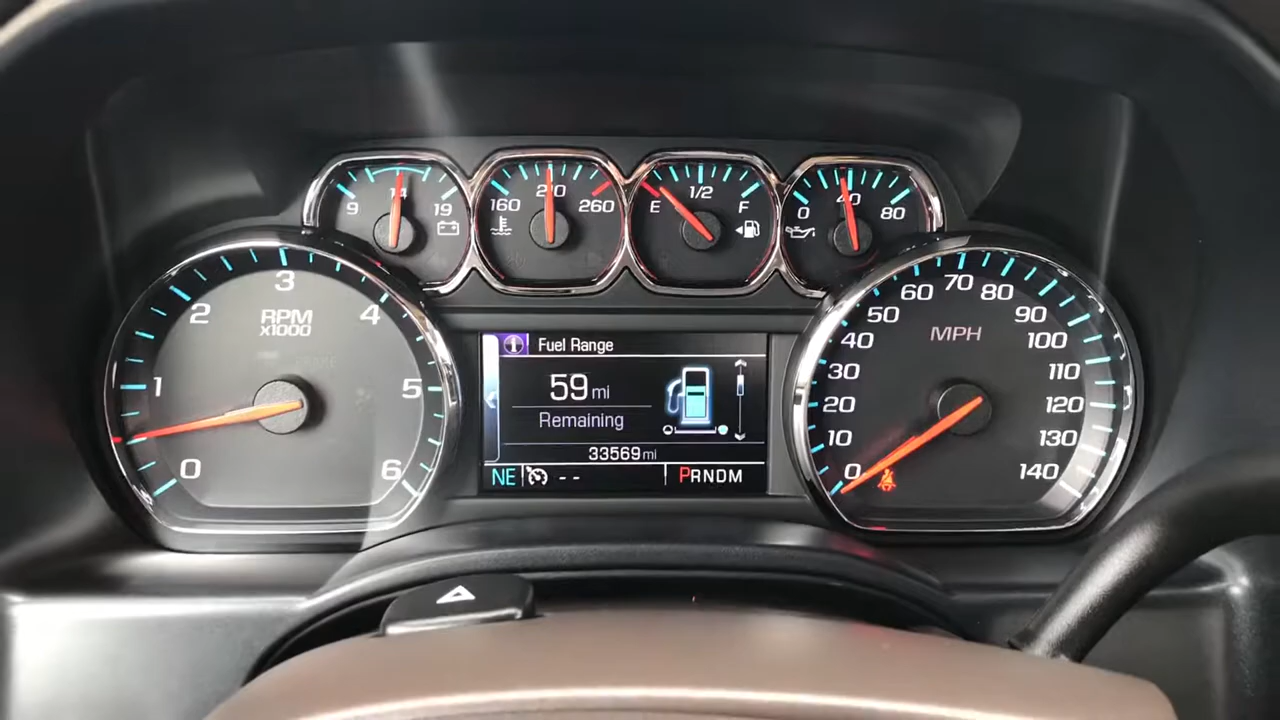 9 14 19
160 210 260
E 1/2 F
0 40 80
0 1 2 3 4 5 6
RPM
x1000
Fuel Range
59 mi
Remaining
33569 mi
NE -- PRNDM
0 10 20 30 40 50 60 70 80 90 100 110 120 130 140
MPH